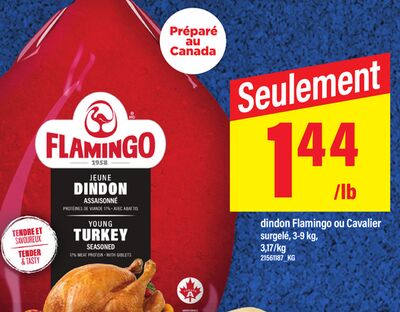 Préparé
au
Canada
Seulement
1
44
/lb
dindon Flamingo ou Cavalier
surgelé, 3-9 kg,
3,17/kg
21561187_KG
FLAMINGO
1958
JEUNE
DINDON
ASSAISONNÉ
PROTÉINES DE VIANDE 17% • AVEC ABATTIS
YOUNG
TURKEY
SEASONED
17% MEAT PROTEIN • WITH GIBLETS
TENDRE ET
SAVOUREUX
TENDER
& TASTY